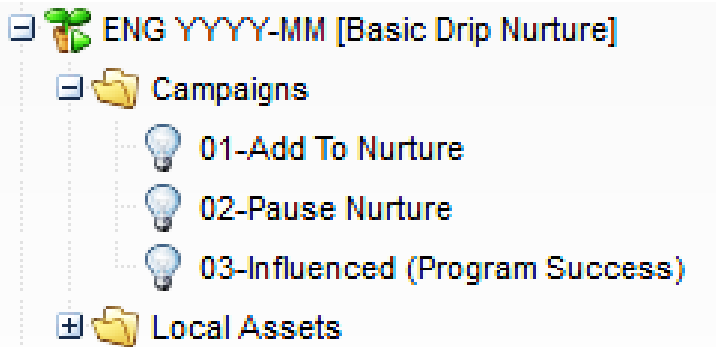 ENG YYYY-MM [Basic Drip Nurture]
Campaigns
01-Add To Nurture
02-Pause Nurture
03-Influenced (Program Success)
Local Assets